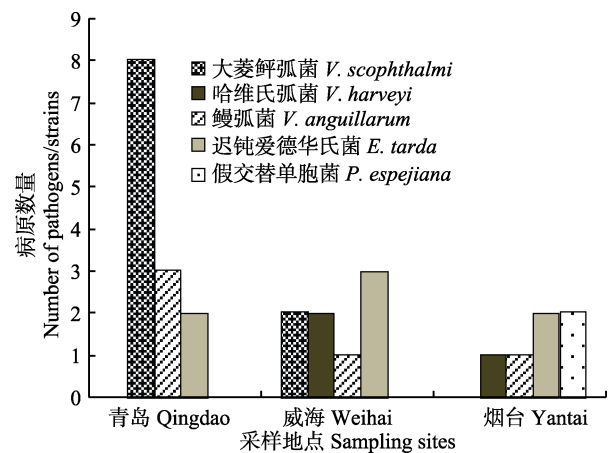 9
8
7
6
5
4
3
2
1
0
病原数量
Number of pathogens/strains
大菱鲆弧菌 V. scophthalmi
哈维氏弧菌 V. harveyi
鳗弧菌 V. anguillarum
迟钝爱德华氏菌 E. tarda
假交替单胞菌 P. espejiana
青岛 Qingdao 威海 Weihai 烟台 Yantai
采样地点 Sampling sites